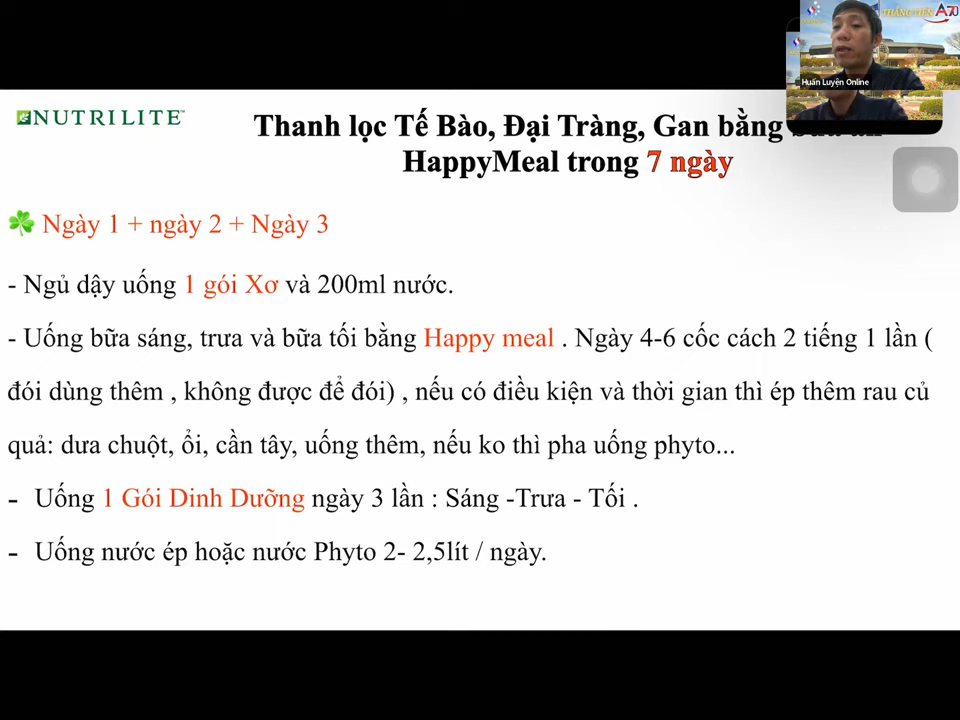 THẲNG TIẾN A70
Huấn Luyện Online
NUTRILITE™
Thanh lọc Tế Bào, Đại Tràng, Gan bằng
HappyMeal trong 7 ngày
Ngày 1 + ngày 2 + Ngày 3
- Ngủ dậy uống 1 gói Xơ và 200ml nước.
- Uống bữa sáng, trưa và bữa tối bằng Happy meal . Ngày 4-6 cốc cách 2 tiếng 1 lần (
đói dùng thêm , không được để đói) , nếu có điều kiện và thời gian thì ép thêm rau củ
quả: dưa chuột, ổi, cần tây, uống thêm, nếu ko thì pha uống phyto...
- Uống 1 Gói Dinh Dưỡng ngày 3 lần : Sáng -Trưa - Tối .
- Uống nước ép hoặc nước Phyto 2- 2,5lít / ngày.